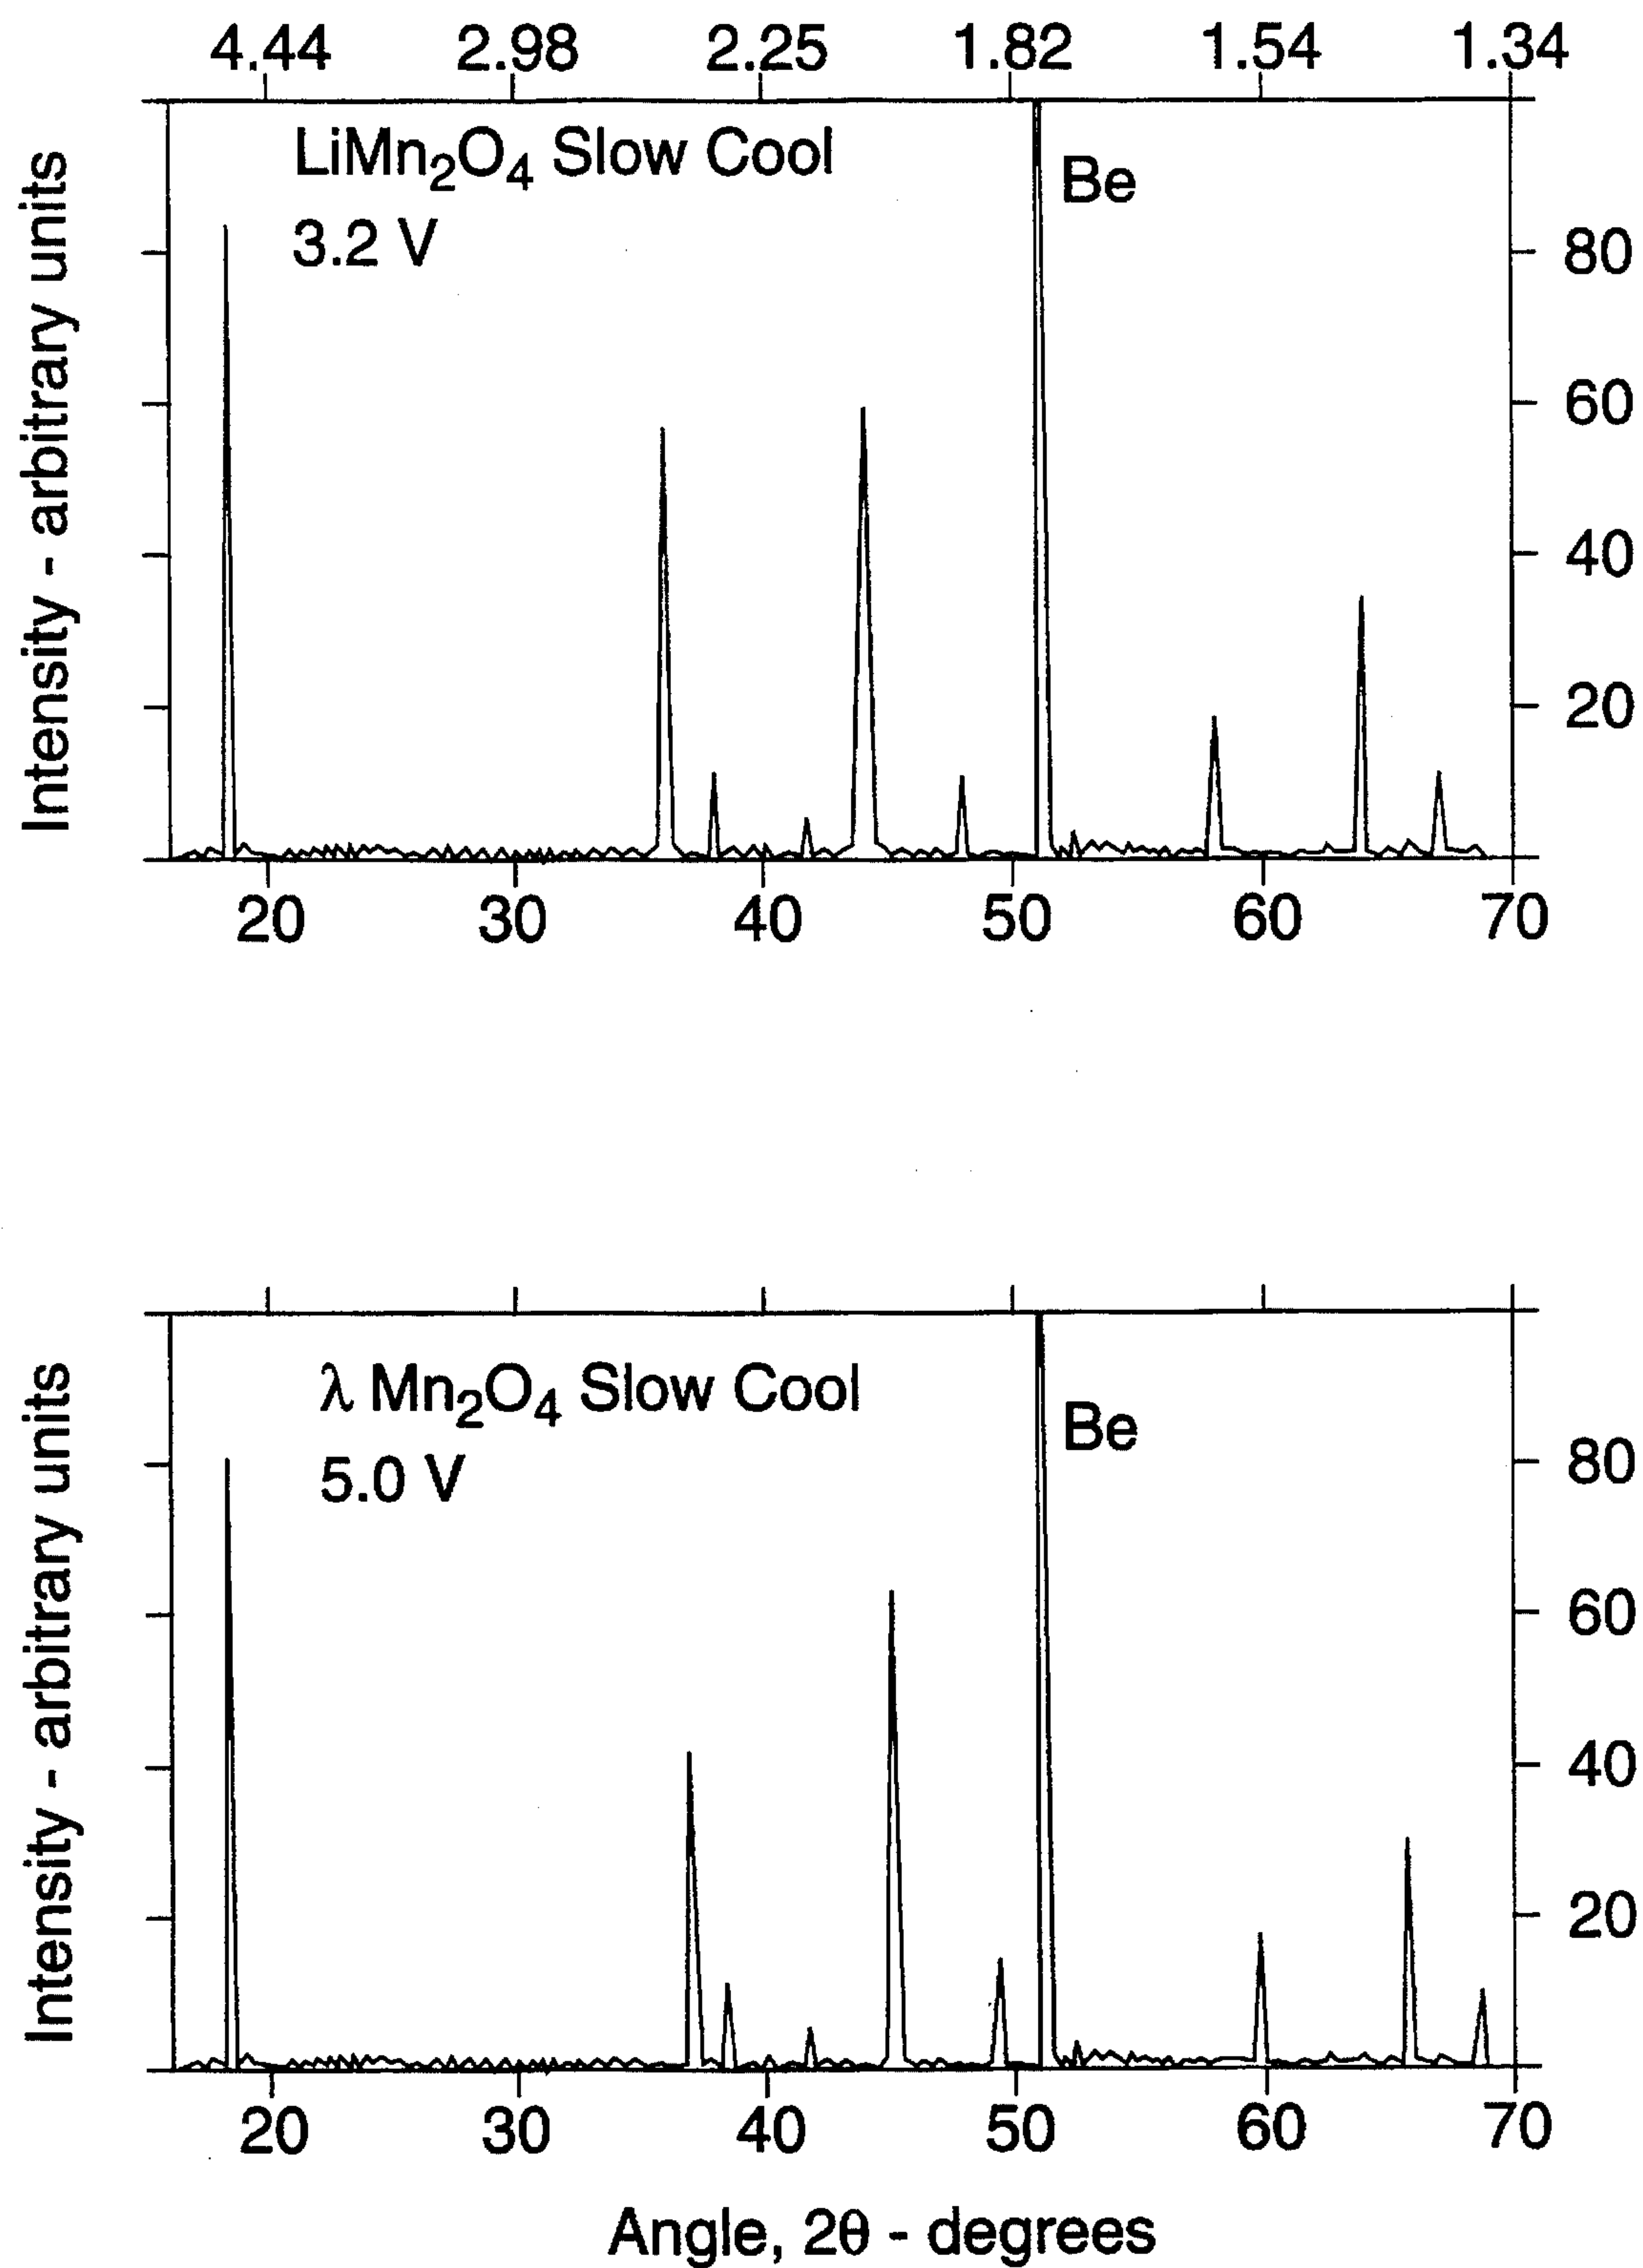 4.44 2.98 2.25 1.82 1.54 1.34
LiMn₂O₄ Slow Cool
3.2 V
Be
Intensity - arbitrary units
80
60
40
20
20 30 40 50 60 70
λ Mn₂O₄ Slow Cool
5.0 V
Be
Intensity - arbitrary units
80
60
40
20
20 30 40 50 60 70
Angle, 2θ - degrees